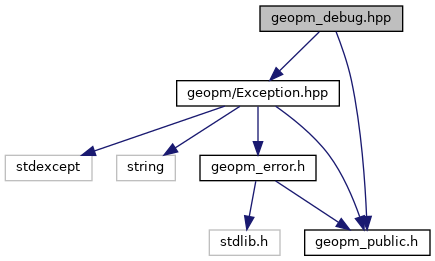 geopm_debug.hpp
geopm/Exception.hpp
stdexcept
string
geopm_error.h
stdlib.h
geopm_public.h